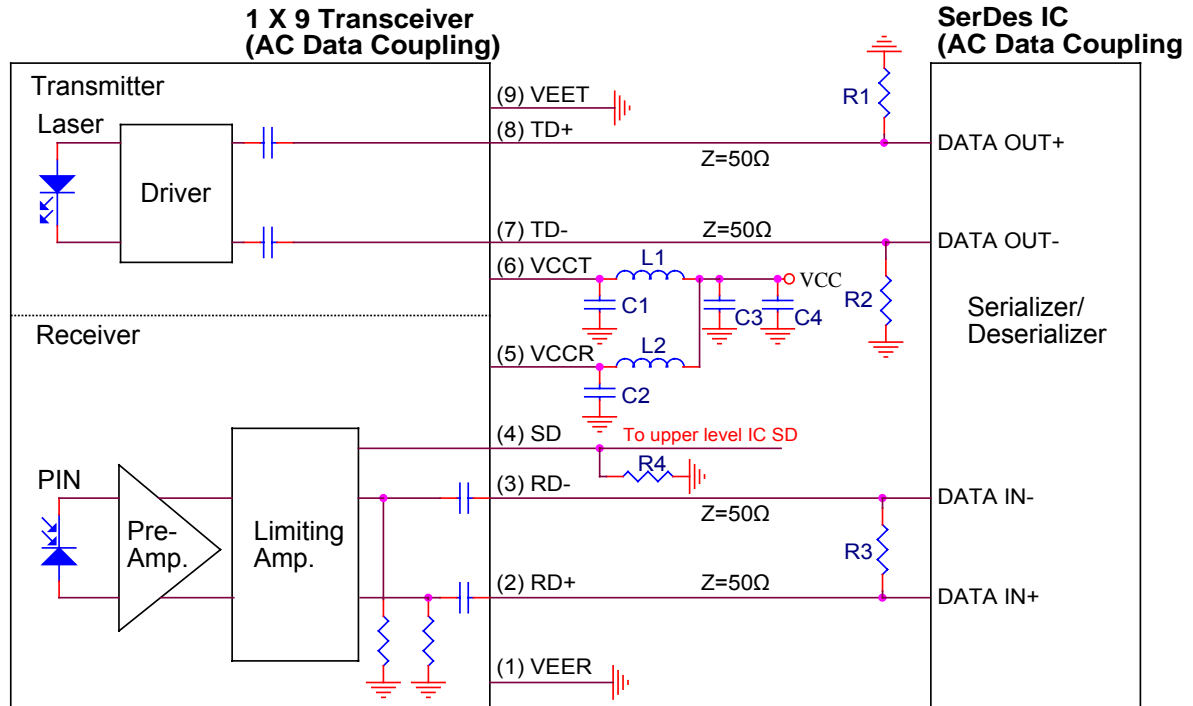 1 X 9 Transceiver
(AC Data Coupling)
SerDes IC
(AC Data Coupling
Transmitter
Laser
Driver
(9) VEET
(8) TD+
Z=50Ω
R1
DATA OUT+
(7) TD-
Z=50Ω
DATA OUT-
(6) VCCT
L1
VCC
C1
C3
C4
R2
Serializer/
Deserializer
Receiver
(5) VCCR
L2
C2
(4) SD
To upper level IC SD
R4
PIN
Pre-
Amp.
Limiting
Amp.
(3) RD-
Z=50Ω
DATA IN-
R3
(2) RD+
Z=50Ω
DATA IN+
(1) VEER